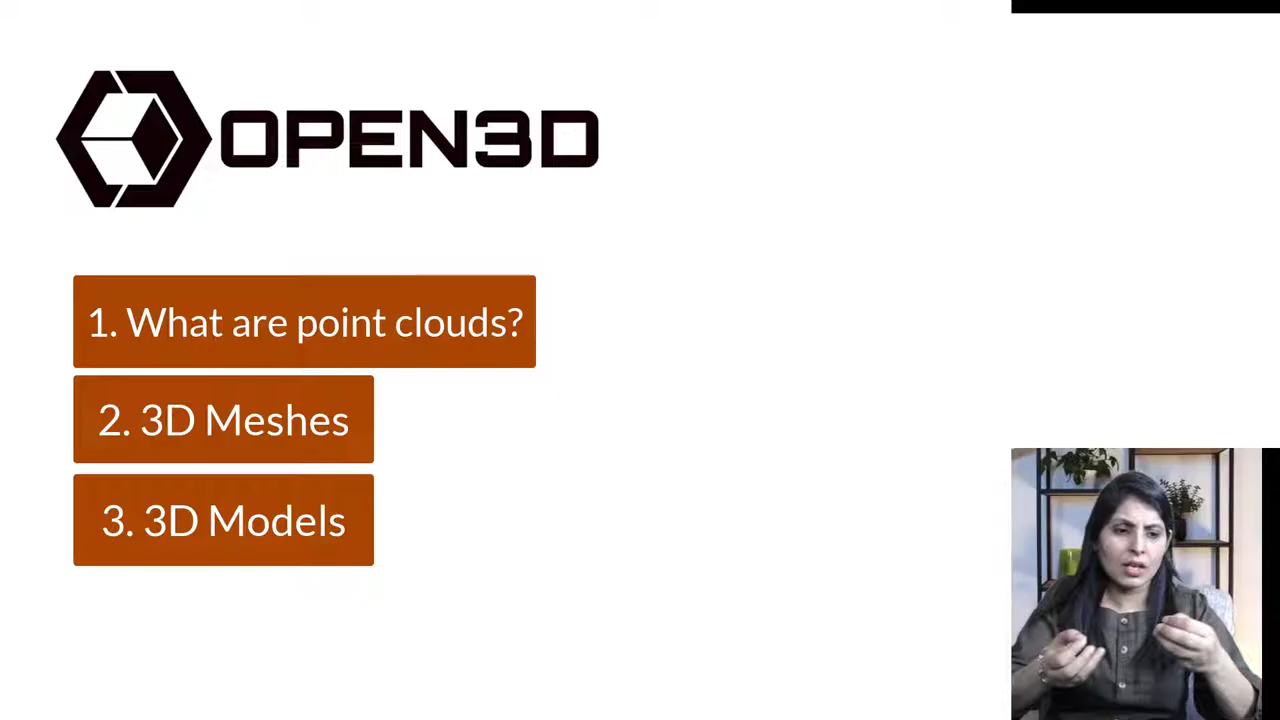 OPEN3D
1. What are point clouds?
2. 3D Meshes
3. 3D Models